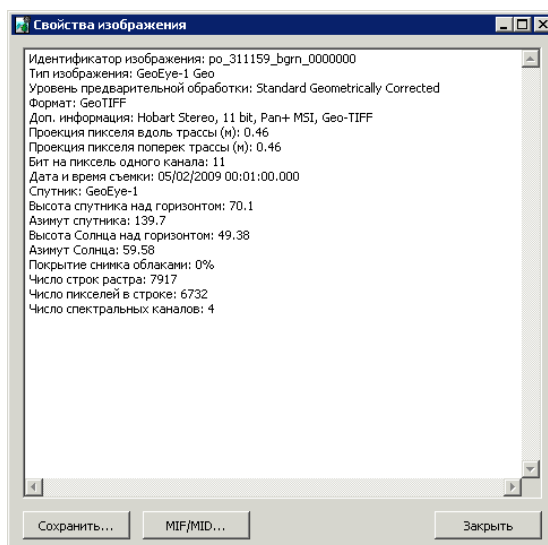 Свойства изображения
Идентификатор изображения: po_311159_bgrn_0000000
Тип изображения: GeoEye-1 Geo
Уровень предварительной обработки: Standard Geometrically Corrected
Формат: GeoTIFF
Доп. информация: Hobart Stereo, 11 bit, Pan+ MSI, Geo-TIFF
Проекция пикселя вдоль трассы (м): 0.46
Проекция пикселя поперек трассы (м): 0.46
Бит на пиксель одного канала: 11
Дата и время съемки: 05/02/2009 00:01:00.000
Спутник: GeoEye-1
Высота спутника над горизонтом: 70.1
Азимут спутника: 139.7
Высота Солнца над горизонтом: 49.38
Азимут Солнца: 59.58
Покрытие снимка облаками: 0%
Число строк растра: 7917
Число пикселей в строке: 6732
Число спектральных каналов: 4
Сохранить... MIF/MID... Закрыть